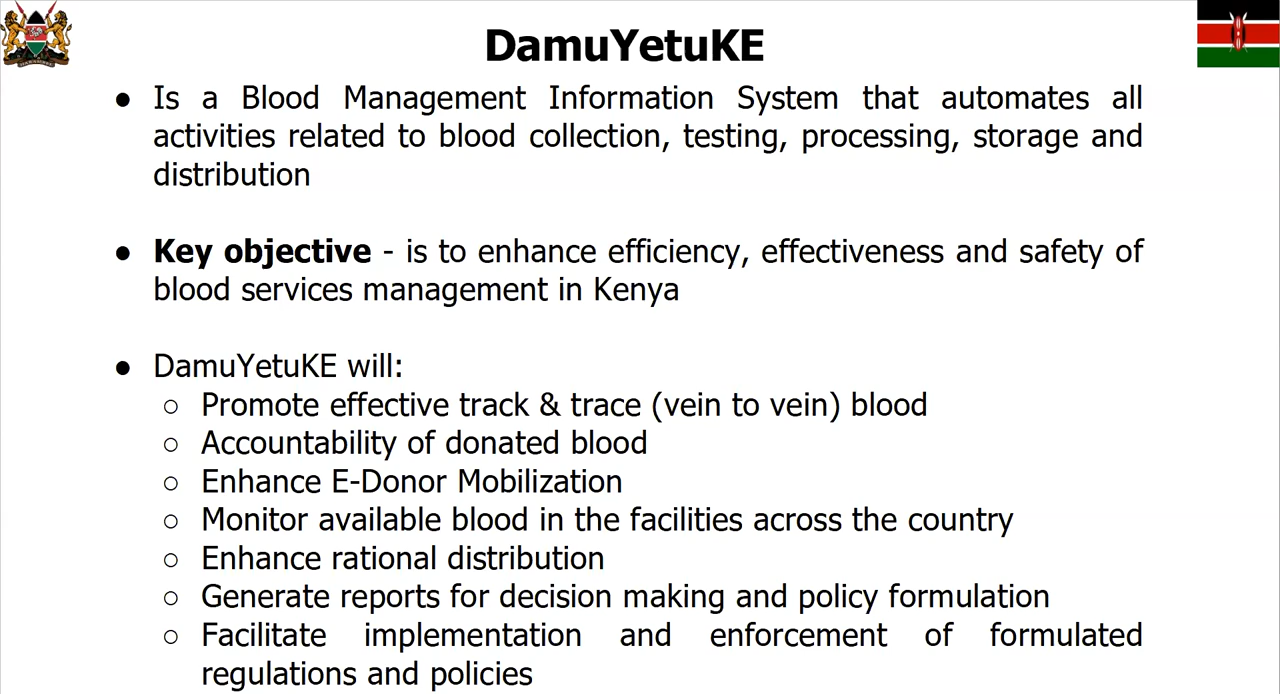 DamuYetuKE
● Is a Blood Management Information System that automates all
activities related to blood collection, testing, processing, storage and
distribution
● Key objective - is to enhance efficiency, effectiveness and safety of
blood services management in Kenya
● DamuYetuKE will:
○ Promote effective track & trace (vein to vein) blood
○ Accountability of donated blood
○ Enhance E-Donor Mobilization
○ Monitor available blood in the facilities across the country
○ Enhance rational distribution
○ Generate reports for decision making and policy formulation
○ Facilitate implementation and enforcement of formulated
regulations and policies